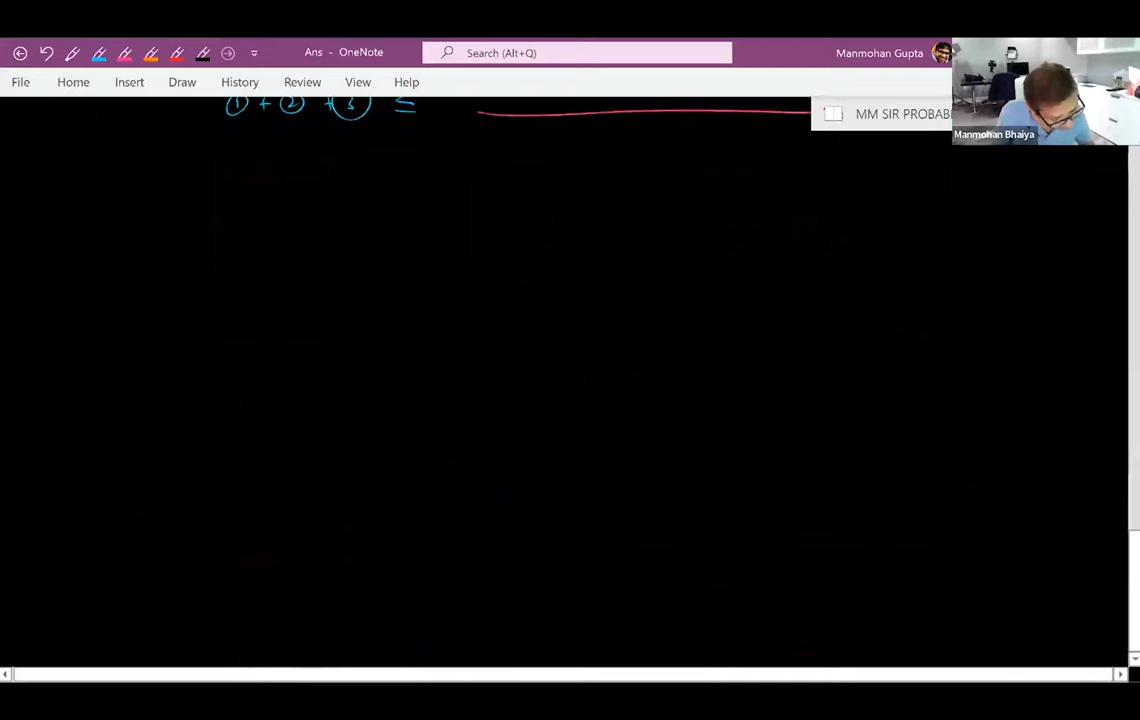 Ans - OneNote
Search (Alt+Q)
Manmohan Gupta
File
Home
Insert
Draw
History
Review
View
Help
① + ② + ③ =
MM SIR PROBAB
Manmohan Bhaiya